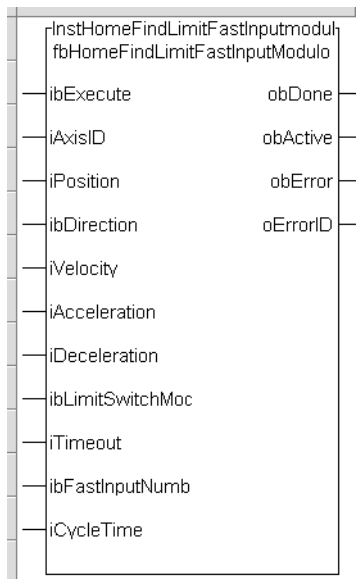 InstHomeFindLimitFastInputmodul
fbHomeFindLimitFastInputModulo
ibExecute obDone
iAxisID obActive
iPosition obError
ibDirection oErrorID
iVelocity
iAcceleration
iDeceleration
ibLimitSwitchMoc
iTimeout
ibFastInputNumb
iCycleTime